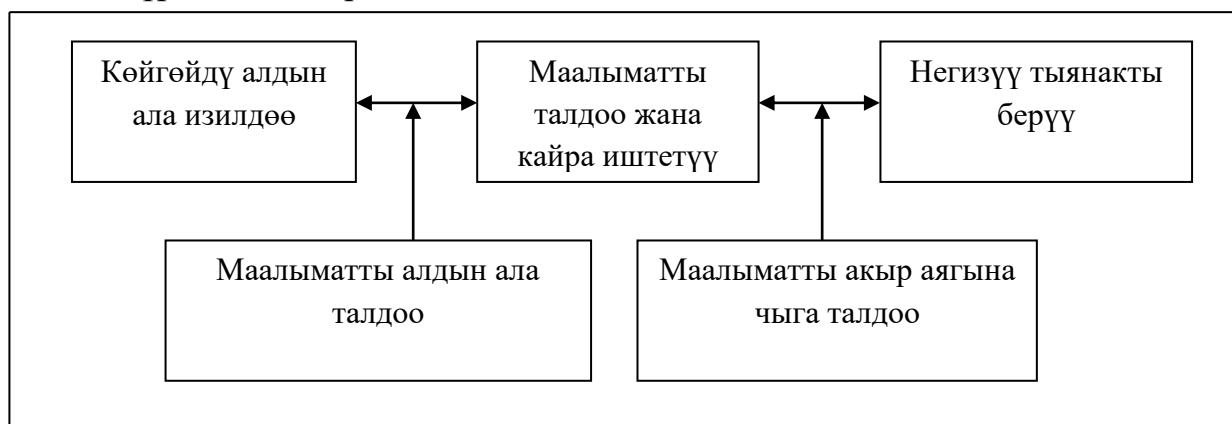 Көйгөйдү алдын
ала изилдөө
Маалыматты
талдоо жана
кайра иштетүү
Негизүү тыянакты
берүү
Маалыматты алдын ала
талдоо
Маалыматты акыр аягына
чыга талдоо